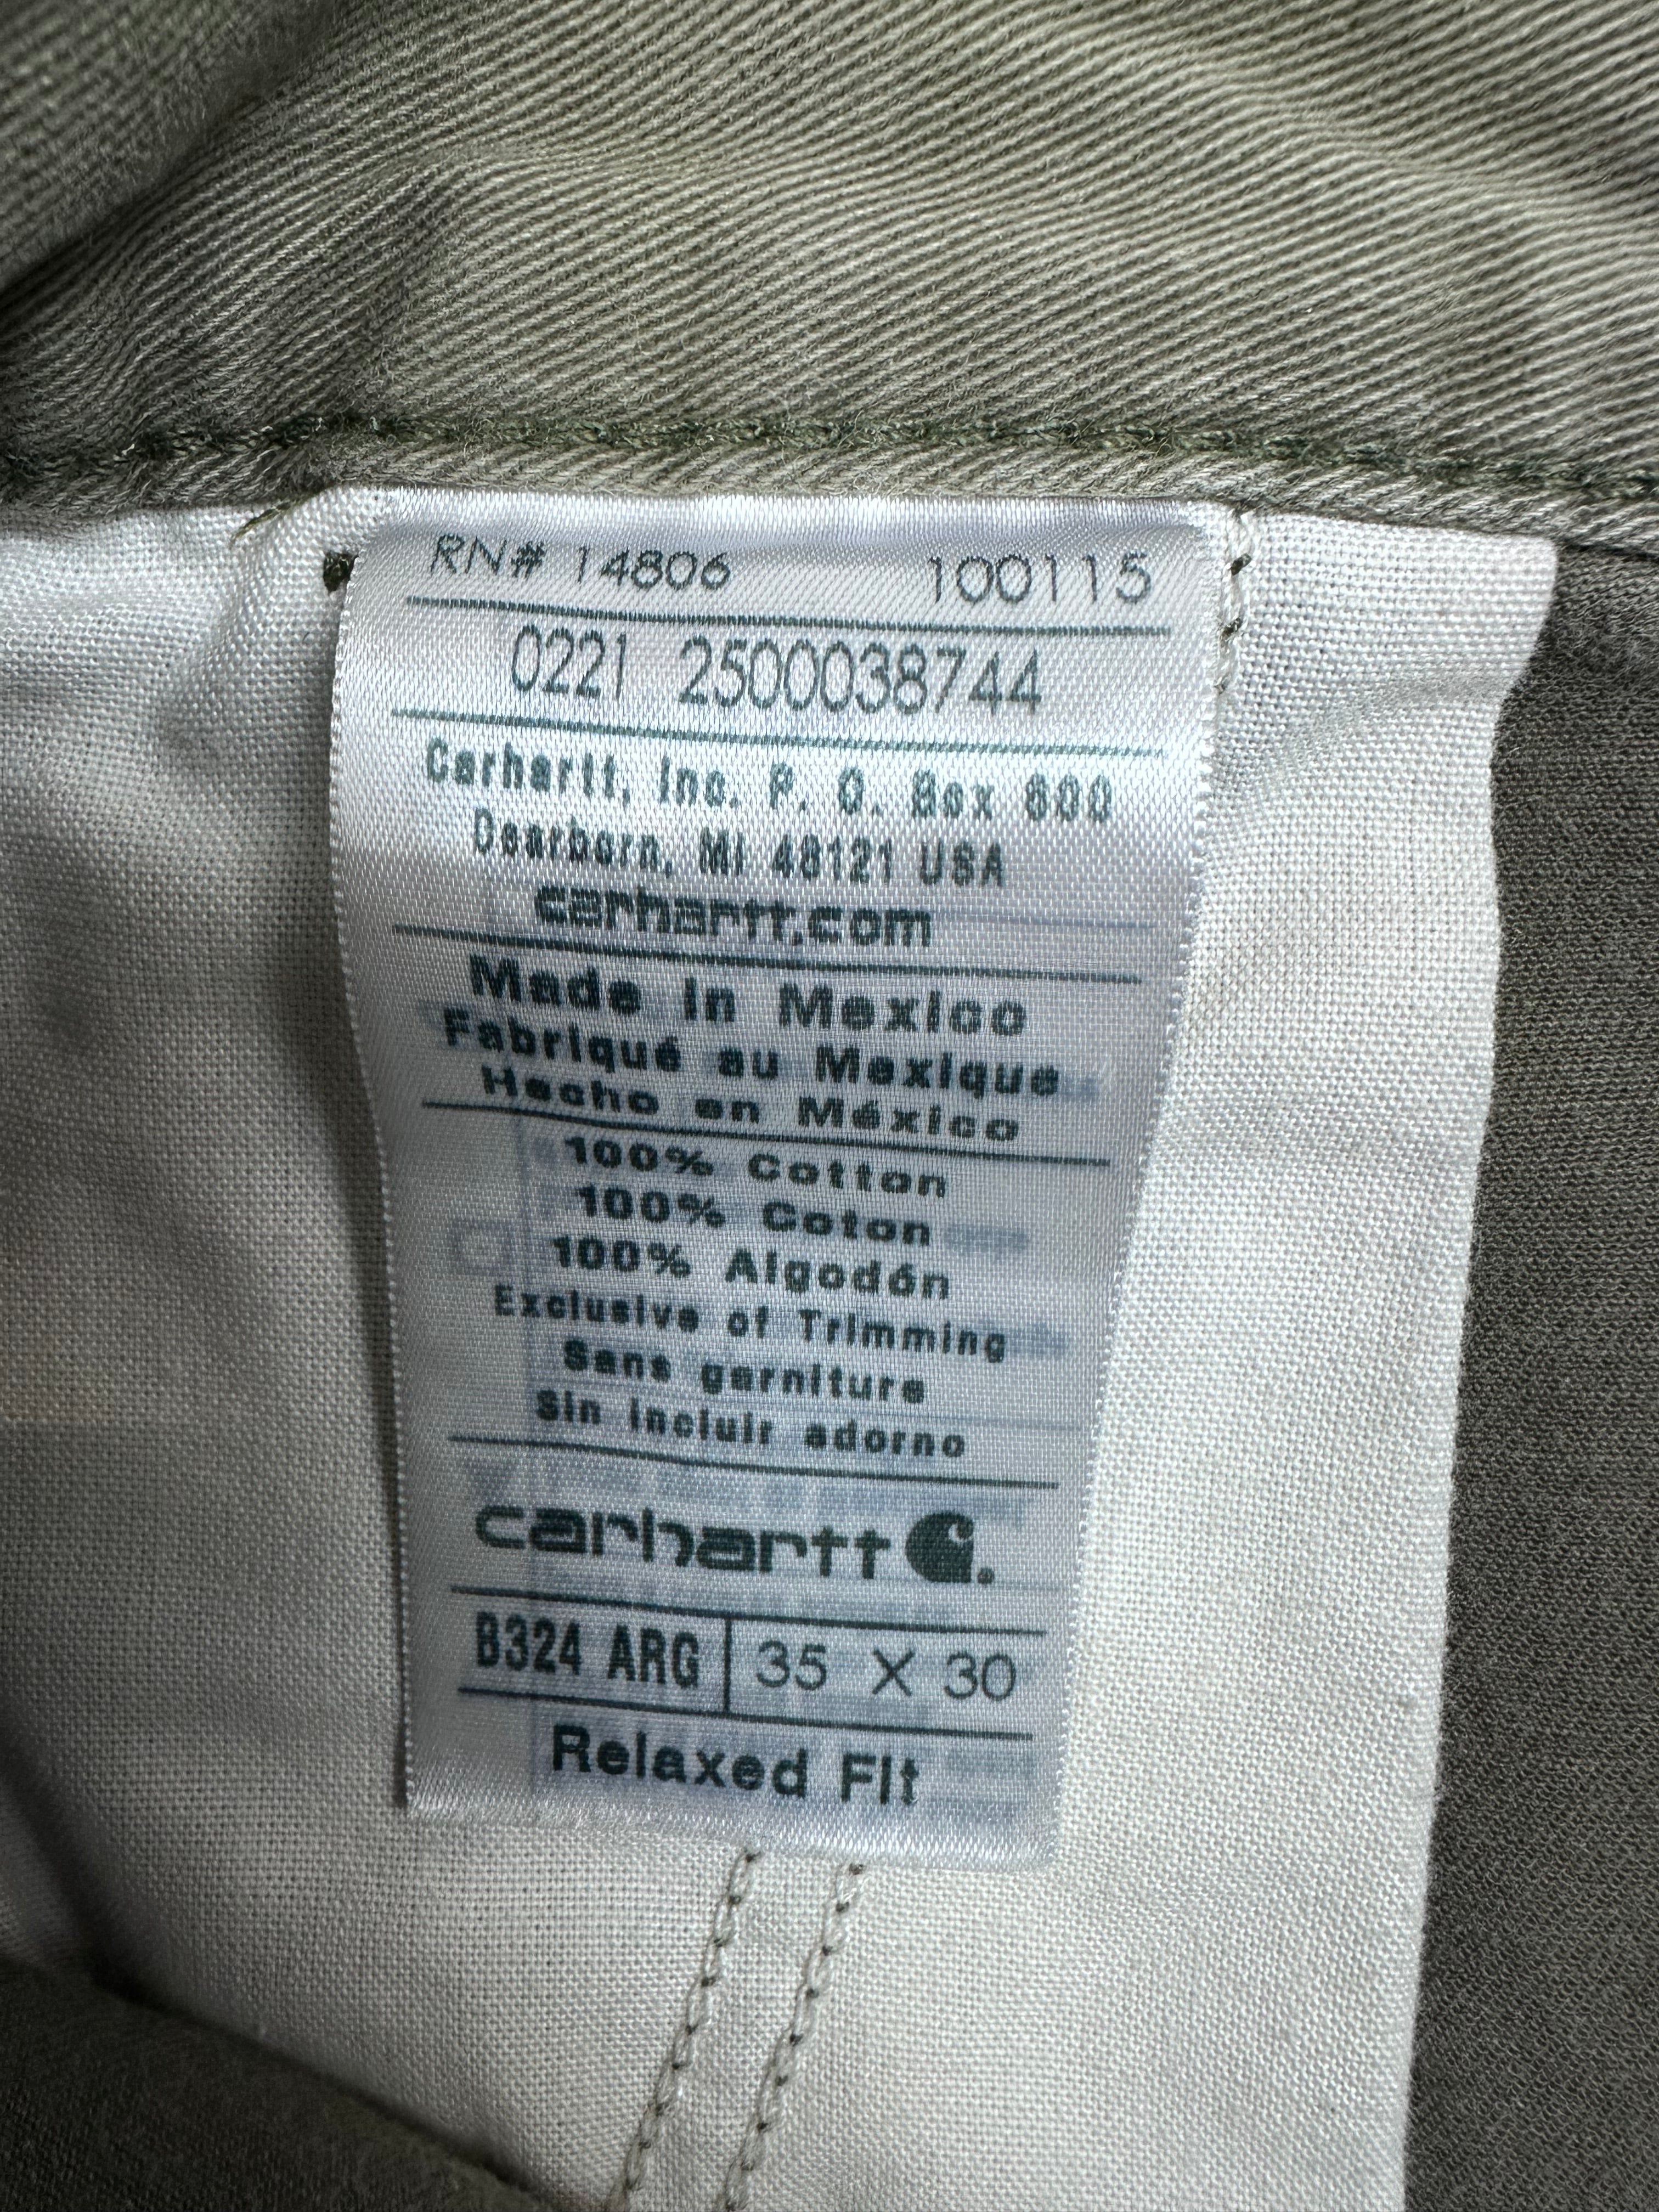 RN# 14806 100115
0221 2500038744
Carhartt, Inc. P. O. Box 600
Dearborn, MI 48121 USA
carhartt.com
Made in Mexico
Fabriqué au Mexique
Hecho en México
100% Cotton
100% Coton
100% Algodón
Exclusive of Trimming
Sans garniture
Sin incluir adorno
carhartt
B324 ARG 35 X 30
Relaxed Fit